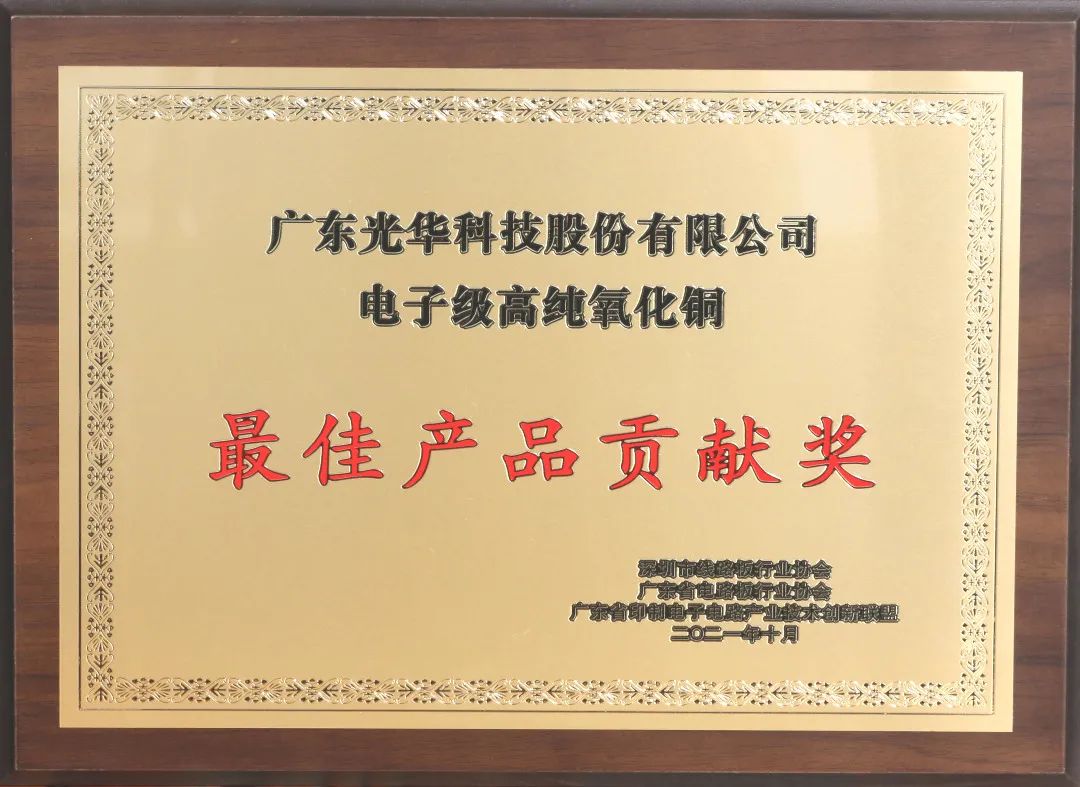 广东光华科技股份有限公司
电子级高纯氧化铜
最佳产品贡献奖
深圳市线路板行业协会
广东省电路板行业协会
广东省印制电子电路产业技术创新联盟
二〇二一年十月